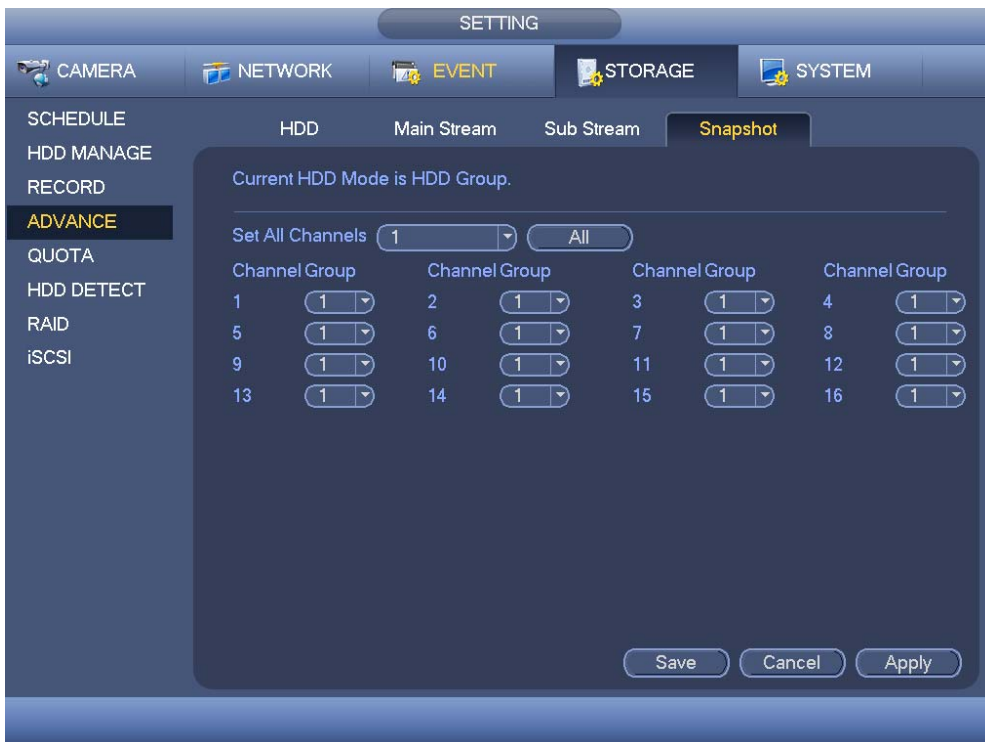 SETTING
CAMERA NETWORK EVENT STORAGE SYSTEM
SCHEDULE
HDD MANAGE
RECORD
ADVANCE
QUOTA
HDD DETECT
RAID
iSCSI
HDD Main Stream Sub Stream Snapshot
Current HDD Mode is HDD Group.
Set All Channels 1 All
Channel Group Channel Group Channel Group Channel Group
1 1 2 1 3 1 4 1
5 1 6 1 7 1 8 1
9 1 10 1 11 1 12 1
13 1 14 1 15 1 16 1
Save Cancel Apply